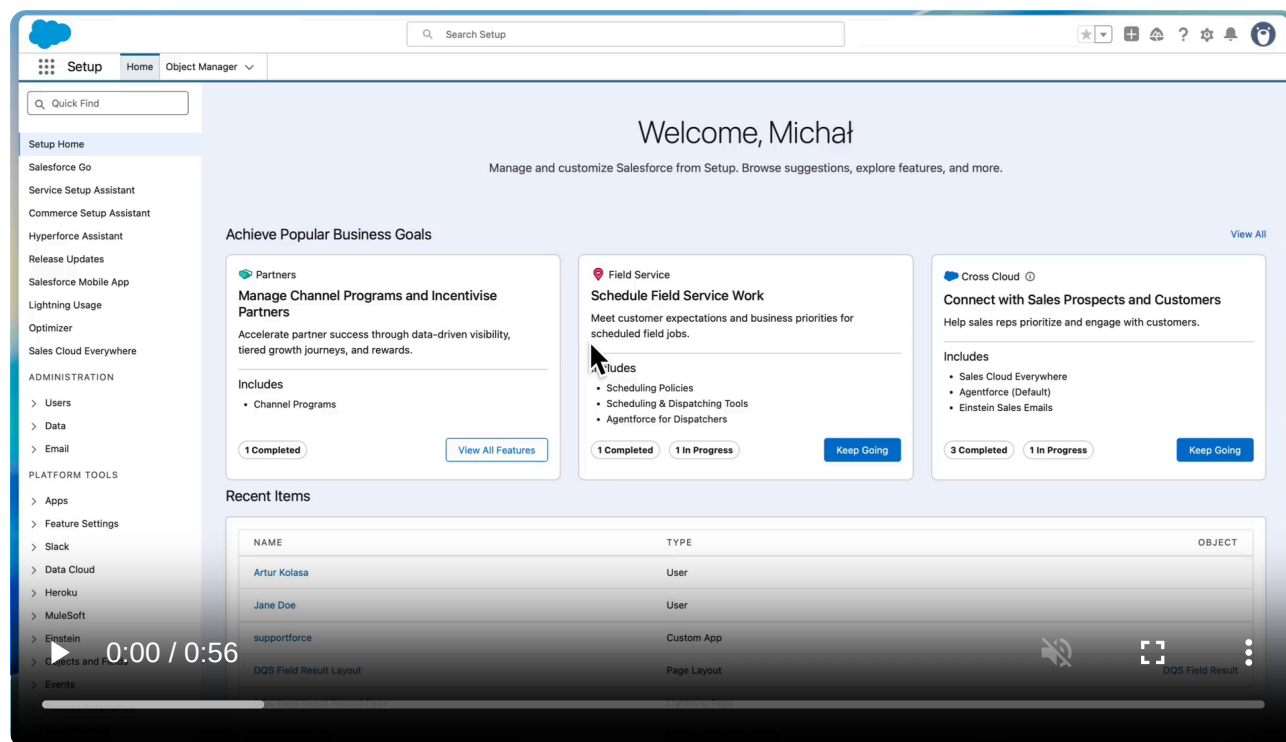 Search Setup
Setup
Home
Object Manager
Quick Find
Setup Home
Salesforce Go
Service Setup Assistant
Commerce Setup Assistant
Hyperforce Assistant
Release Updates
Salesforce Mobile App
Lightning Usage
Optimizer
Sales Cloud Everywhere
ADMINISTRATION
Users
Data
Email
PLATFORM TOOLS
Apps
Feature Settings
Slack
Data Cloud
Heroku
MuleSoft
Einstein
Objects and Fields
Events
Welcome, Michał
Manage and customize Salesforce from Setup. Browse suggestions, explore features, and more.
Achieve Popular Business Goals
View All
Partners
Manage Channel Programs and Incentivise
Partners
Accelerate partner success through data-driven visibility,
tiered growth journeys, and rewards.
Includes
• Channel Programs
1 Completed
View All Features
Field Service
Schedule Field Service Work
Meet customer expectations and business priorities for
scheduled field jobs.
Includes
• Scheduling Policies
• Scheduling & Dispatching Tools
• Agentforce for Dispatchers
1 Completed
1 In Progress
Keep Going
Cross Cloud
Connect with Sales Prospects and Customers
Help sales reps prioritize and engage with customers.
Includes
• Sales Cloud Everywhere
• Agentforce (Default)
• Einstein Sales Emails
3 Completed
1 In Progress
Keep Going
Recent Items
NAME TYPE OBJECT
Artur Kolasa User
Jane Doe User
supportforce Custom App
DQS Field Result Layout Page Layout DQS Field Result
0:00 / 0:56